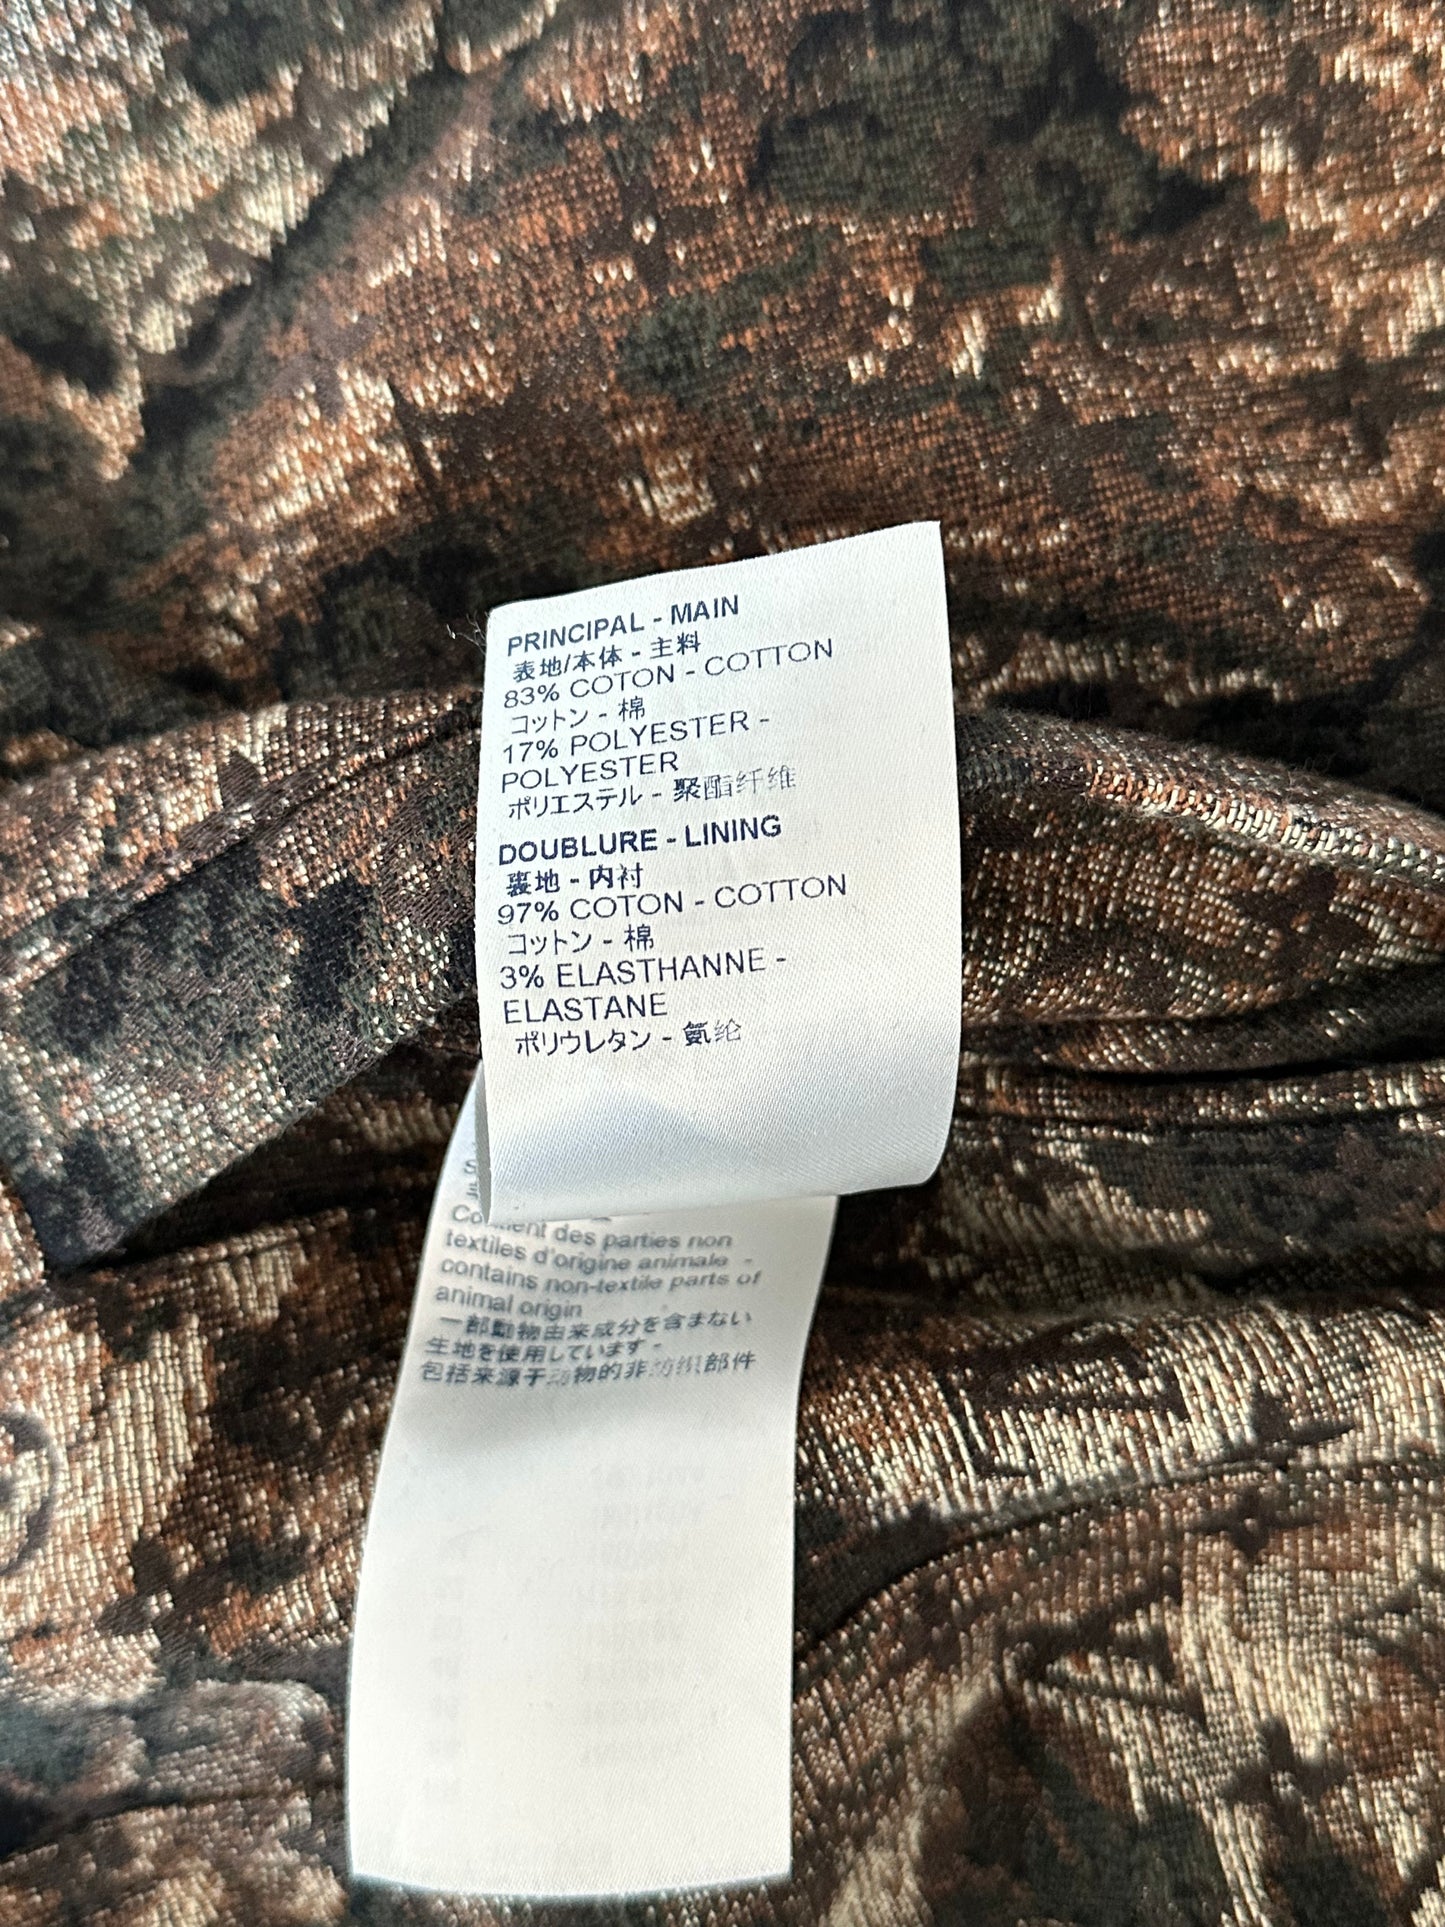 PRINCIPAL - MAIN
表地/本体 - 主料
83% COTON - COTTON
コットン - 棉
17% POLYESTER -
POLYESTER
ポリエステル - 聚酯纤维
DOUBLURE - LINING
裏地 - 内衬
97% COTON - COTTON
コットン - 棉
3% ELASTHANNE -
ELASTANE
ポリウレタン - 氨纶
des parties non
textiles d'origine animale -
contains non-textile parts of
animal origin
一部動物由来成分を含まない
生地を使用しています -
包括来源于动物的非纺织部件